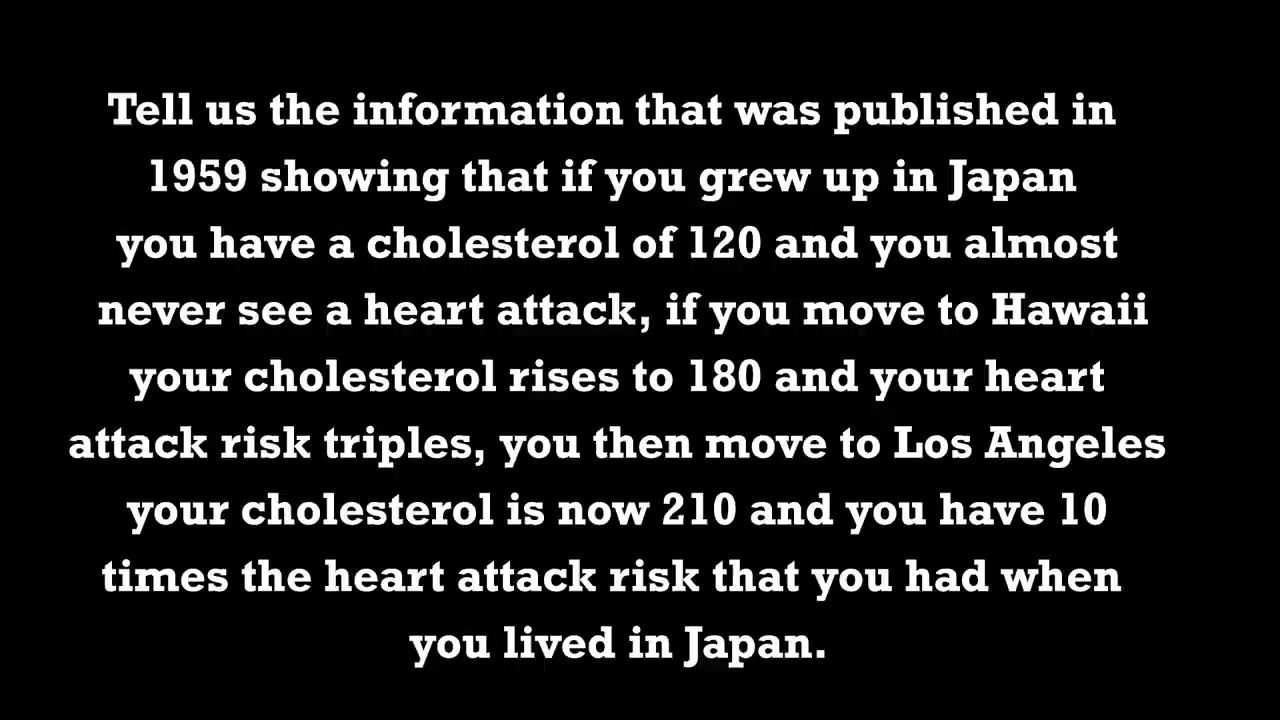 Tell us the information that was published in
1959 showing that if you grew up in Japan
you have a cholesterol of 120 and you almost
never see a heart attack, if you move to Hawaii
your cholesterol rises to 180 and your heart
attack risk triples, you then move to Los Angeles
your cholesterol is now 210 and you have 10
times the heart attack risk that you had when
you lived in Japan.